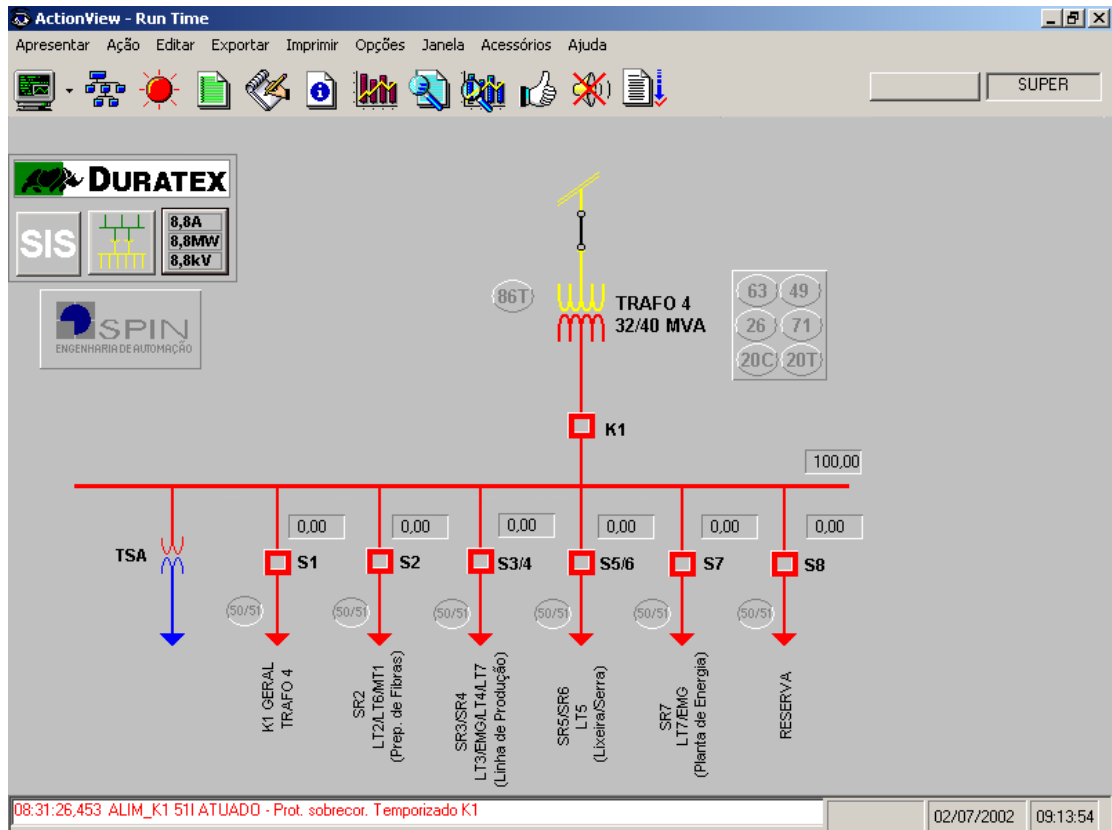 ActionView - Run Time
Apresentar Ação Editar Exportar Imprimir Opções Janela Acessórios Ajuda
SUPER
DURATEX
SIS
8,8A
8,8MW
8,8kV
SPIN
ENGENHARIA DE AUTOMAÇÃO
86T
TRAFO 4
32/40 MVA
63 49
26 71
20C 20T
K1
100,00
0,00 0,00 0,00 0,00 0,00 0,00
TSA
S1 S2 S3/4 S5/6 S7 S8
50/51 50/51 50/51 50/51 50/51 50/51
K1 GERAL
TRAFO 4
SR2
LT2/LT6/MT1
(Prep. de Fibras)
SR3/SR4
LT3/EMG/LT4/LT7
(Linha de Produção)
SR5/SR6
LT5
(Lixeira/Serra)
SR7
LT7/EMG
(Planta de Energia)
RESERVA
08:31:26,453 ALIM_K1 51I ATUADO - Prot. sobrecor. Temporizado K1
02/07/2002 09:13:54